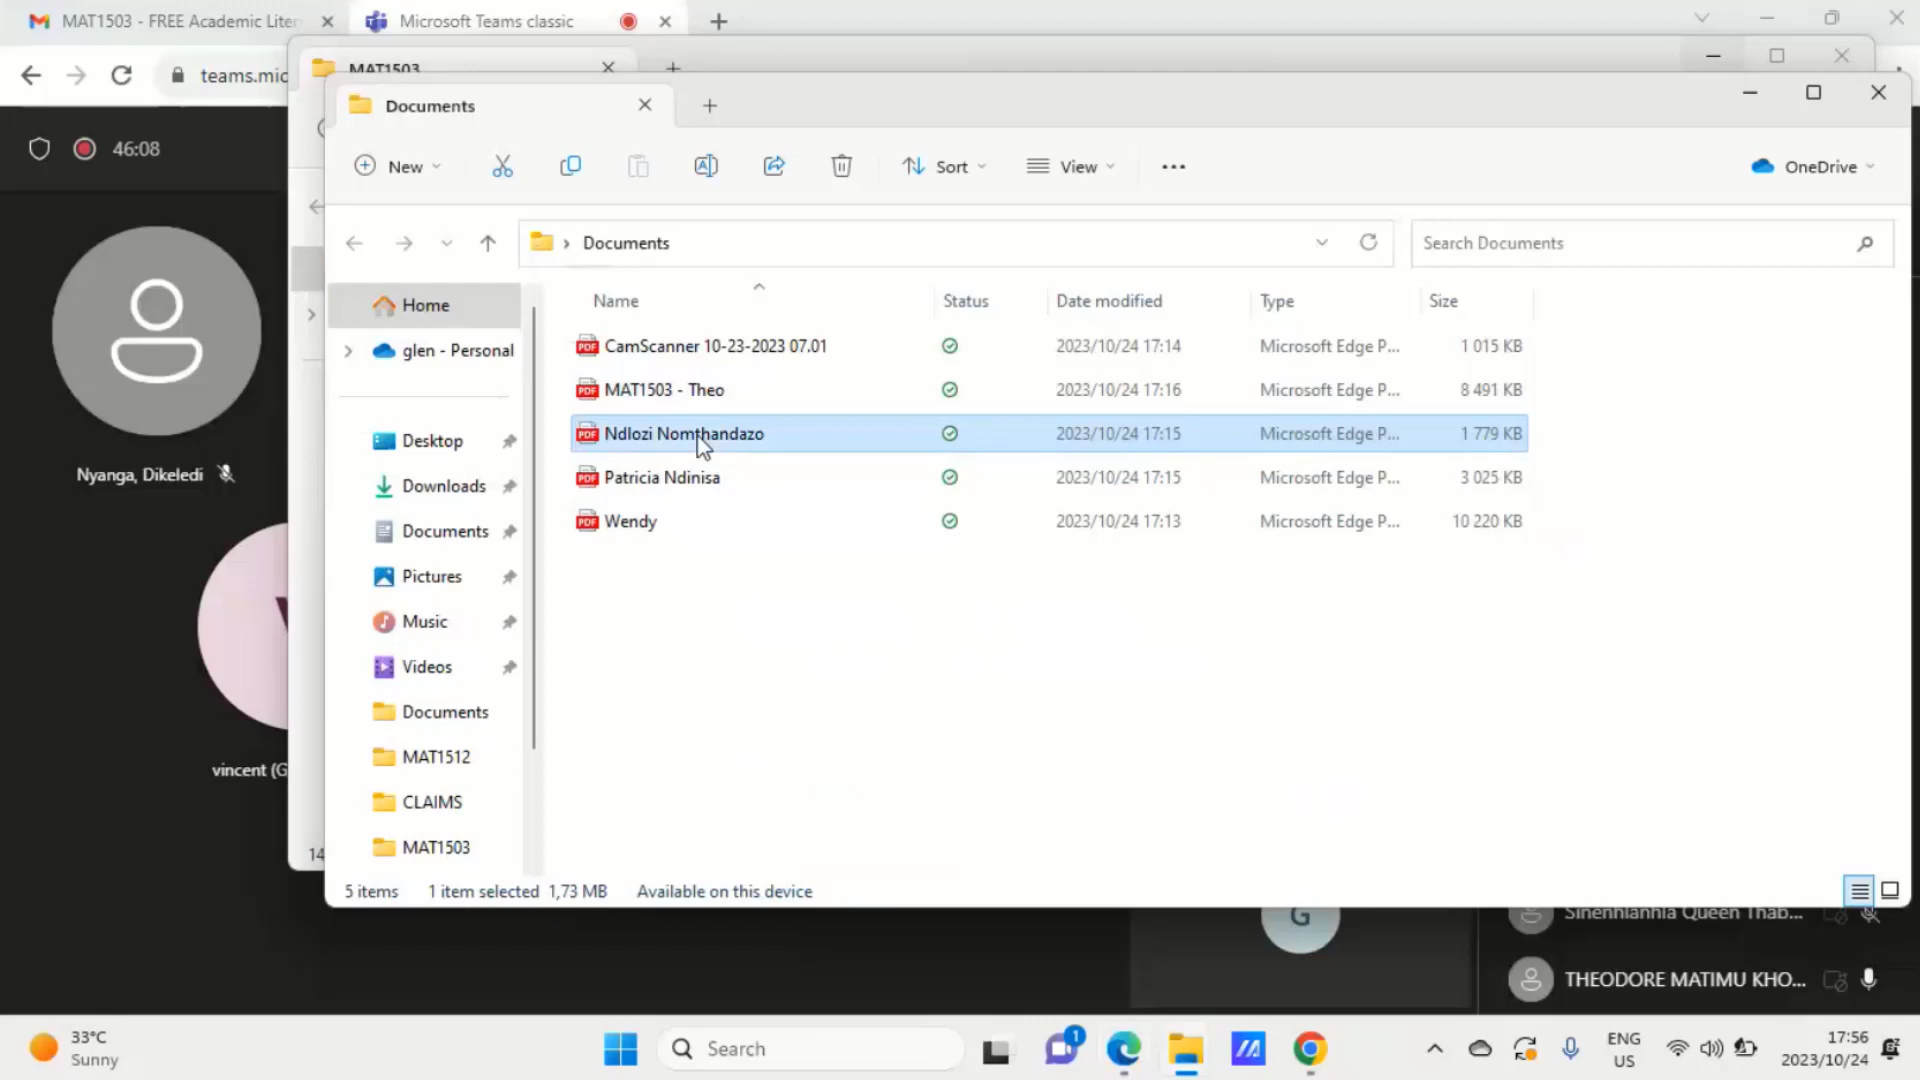 MAT1503 - FREE Academic Liter
Microsoft Teams classic
teams.mic
MAT1503
Documents
46:08
New
Sort
View
OneDrive
Documents
Search Documents
Name
Status
Date modified
Type
Size
Home
glen - Personal
Desktop
Downloads
Documents
Pictures
Music
Videos
Documents
MAT1512
CLAIMS
MAT1503
CamScanner 10-23-2023 07.01
2023/10/24 17:14
Microsoft Edge P...
1 015 KB
MAT1503 - Theo
2023/10/24 17:16
Microsoft Edge P...
8 491 KB
Ndlozi Nomthandazo
2023/10/24 17:15
Microsoft Edge P...
1 779 KB
Patricia Ndinisa
2023/10/24 17:15
Microsoft Edge P...
3 025 KB
Wendy
2023/10/24 17:13
Microsoft Edge P...
10 220 KB
Nyanga, Dikeledi
vincent (G
14
5 items
1 item selected 1,73 MB
Available on this device
G
Sinenhlanhla Queen Thab...
THEODORE MATIMU KHO...
33°C
Sunny
Search
1
ENG
US
17:56
2023/10/24